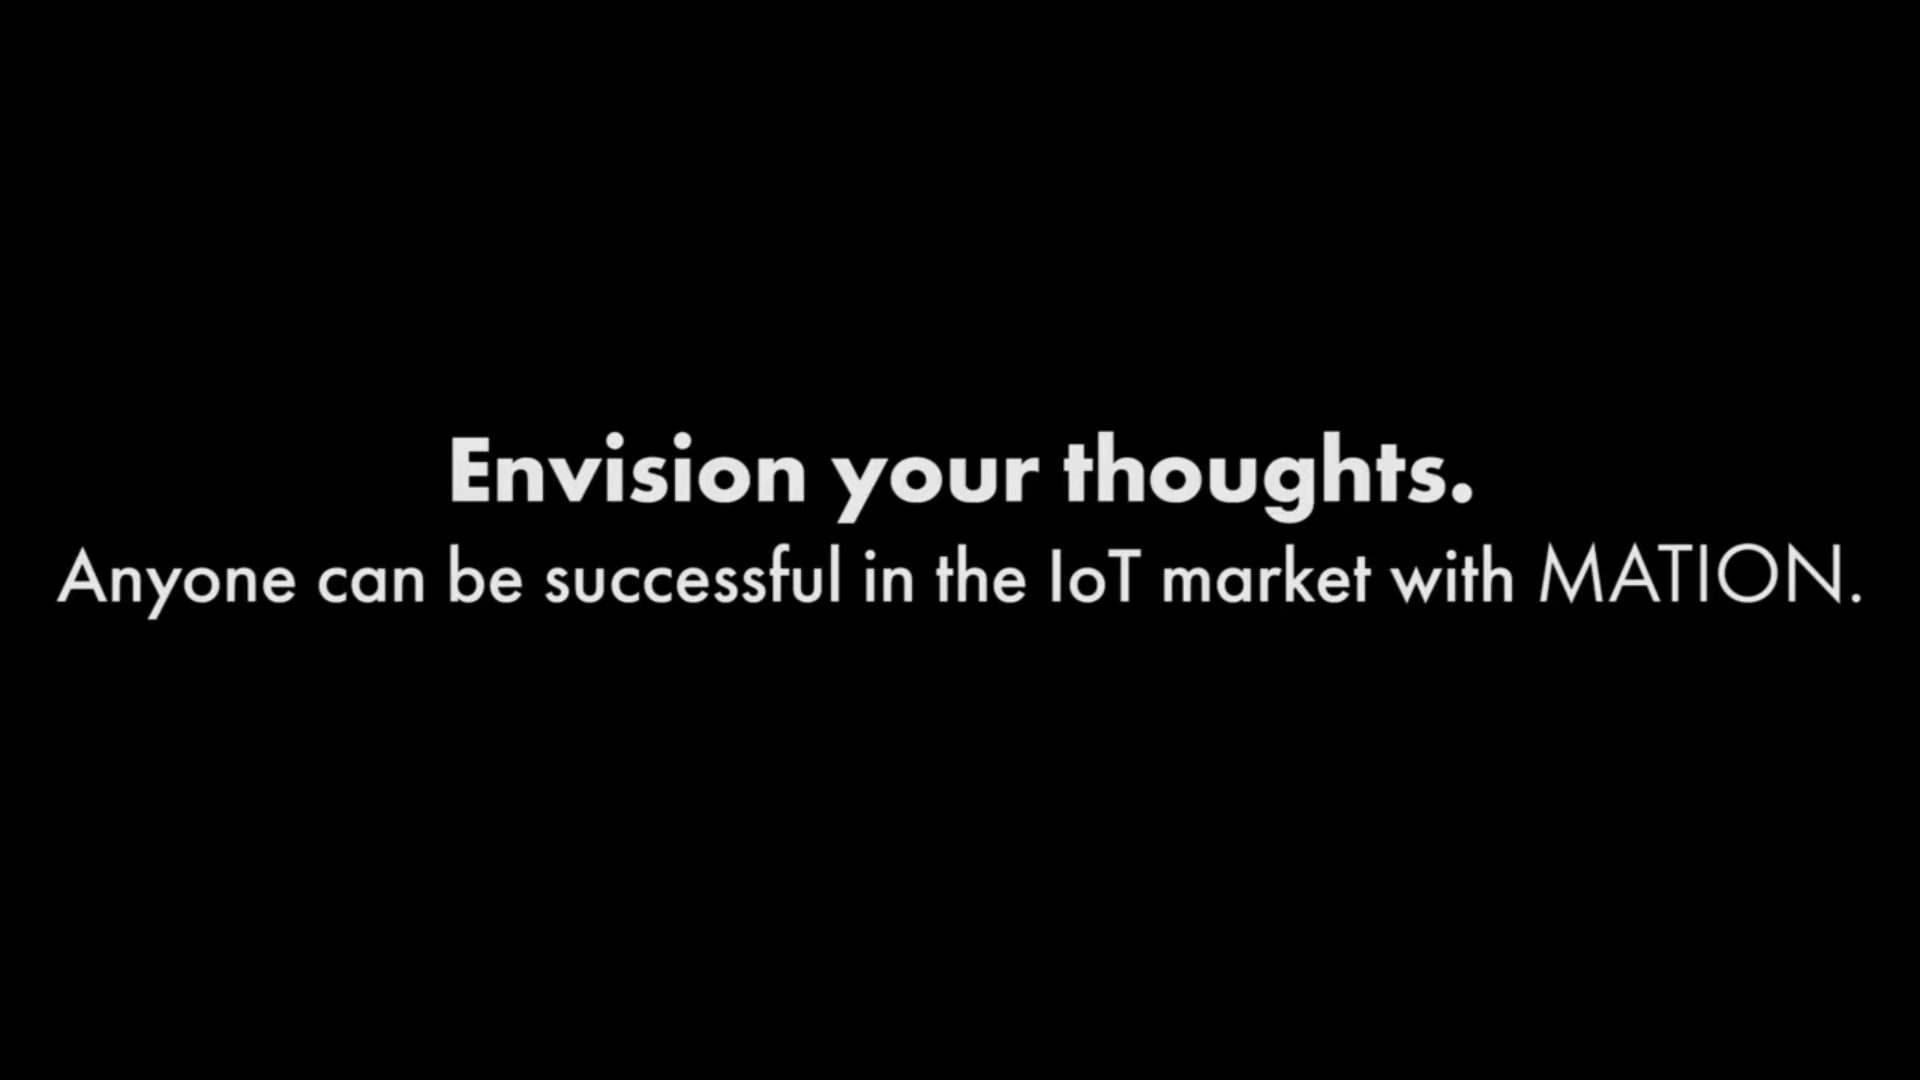 Envision your thoughts.
Anyone can be successful in the IoT market with MATION.